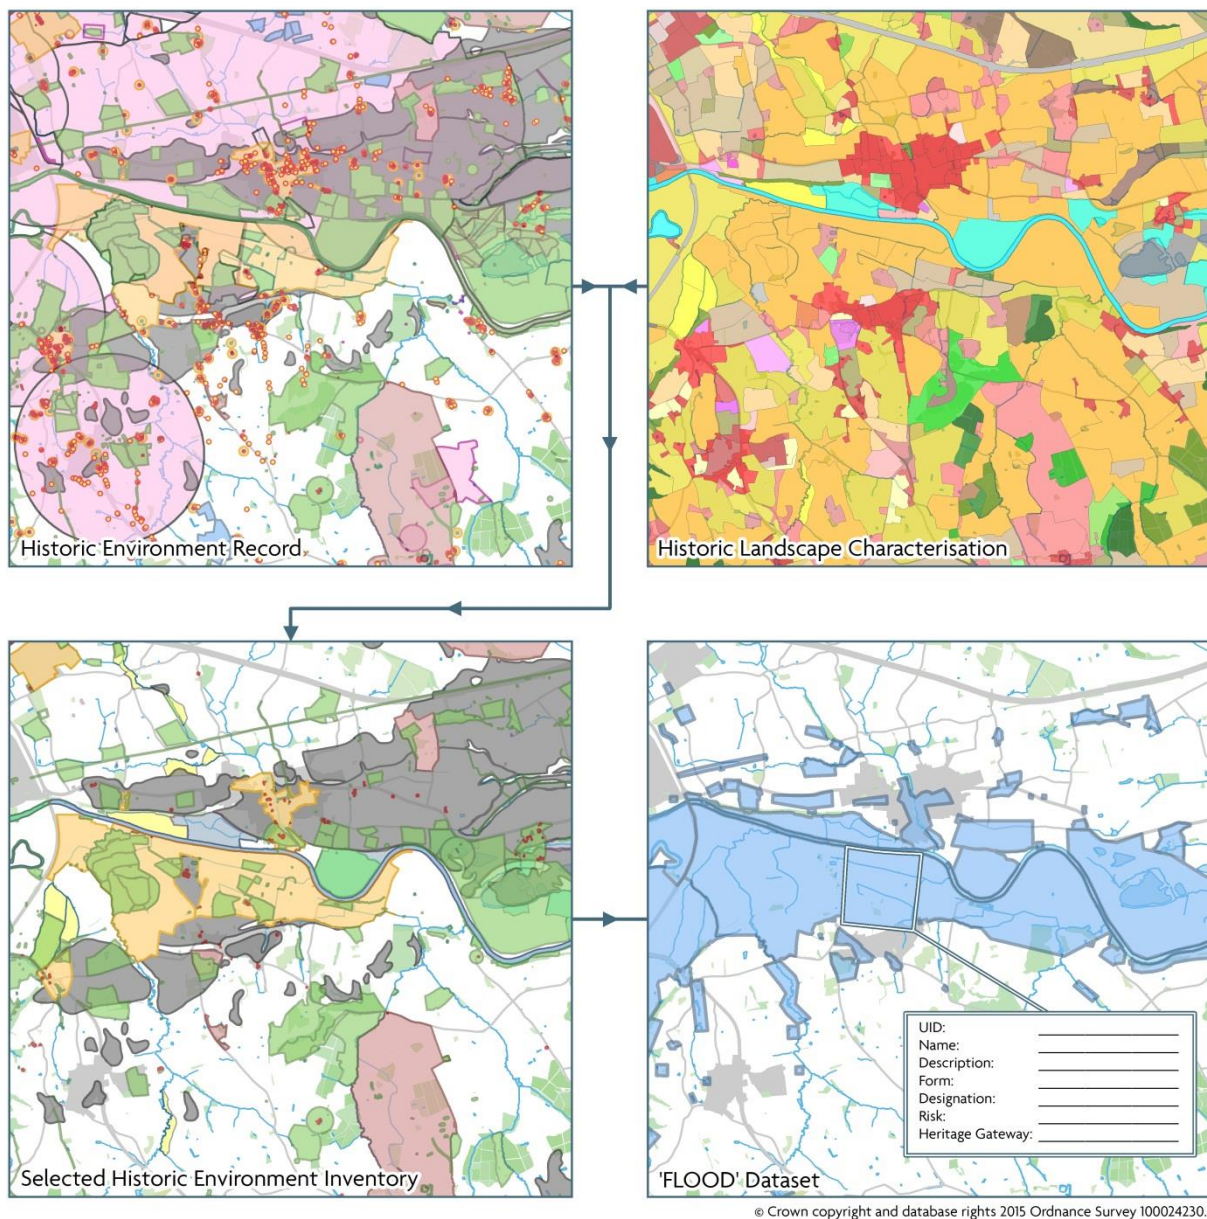 Historic Environment Record
Historic Landscape Characterisation
Selected Historic Environment Inventory
'FLOOD' Dataset
UID:
Name:
Description:
Form:
Designation:
Risk:
Heritage Gateway:
© Crown copyright and database rights 2015 Ordnance Survey 100024230.